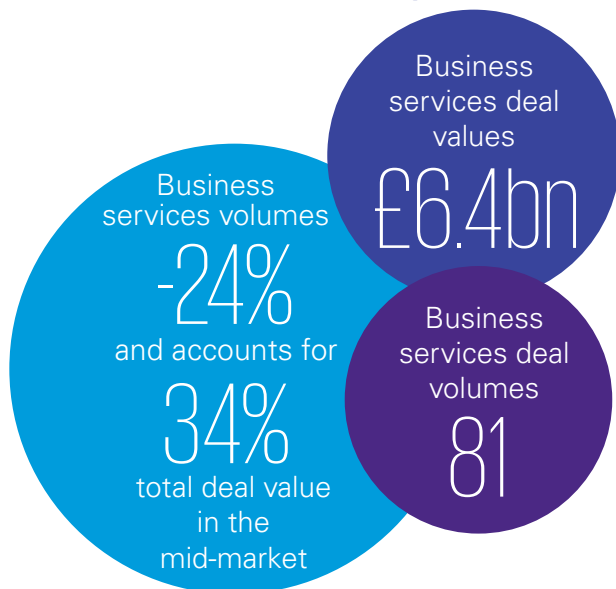 Business
services deal
values
£6.4bn
Business
services volumes
-24%
and accounts for
34%
total deal value
in the
mid-market
Business
services deal
volumes
81